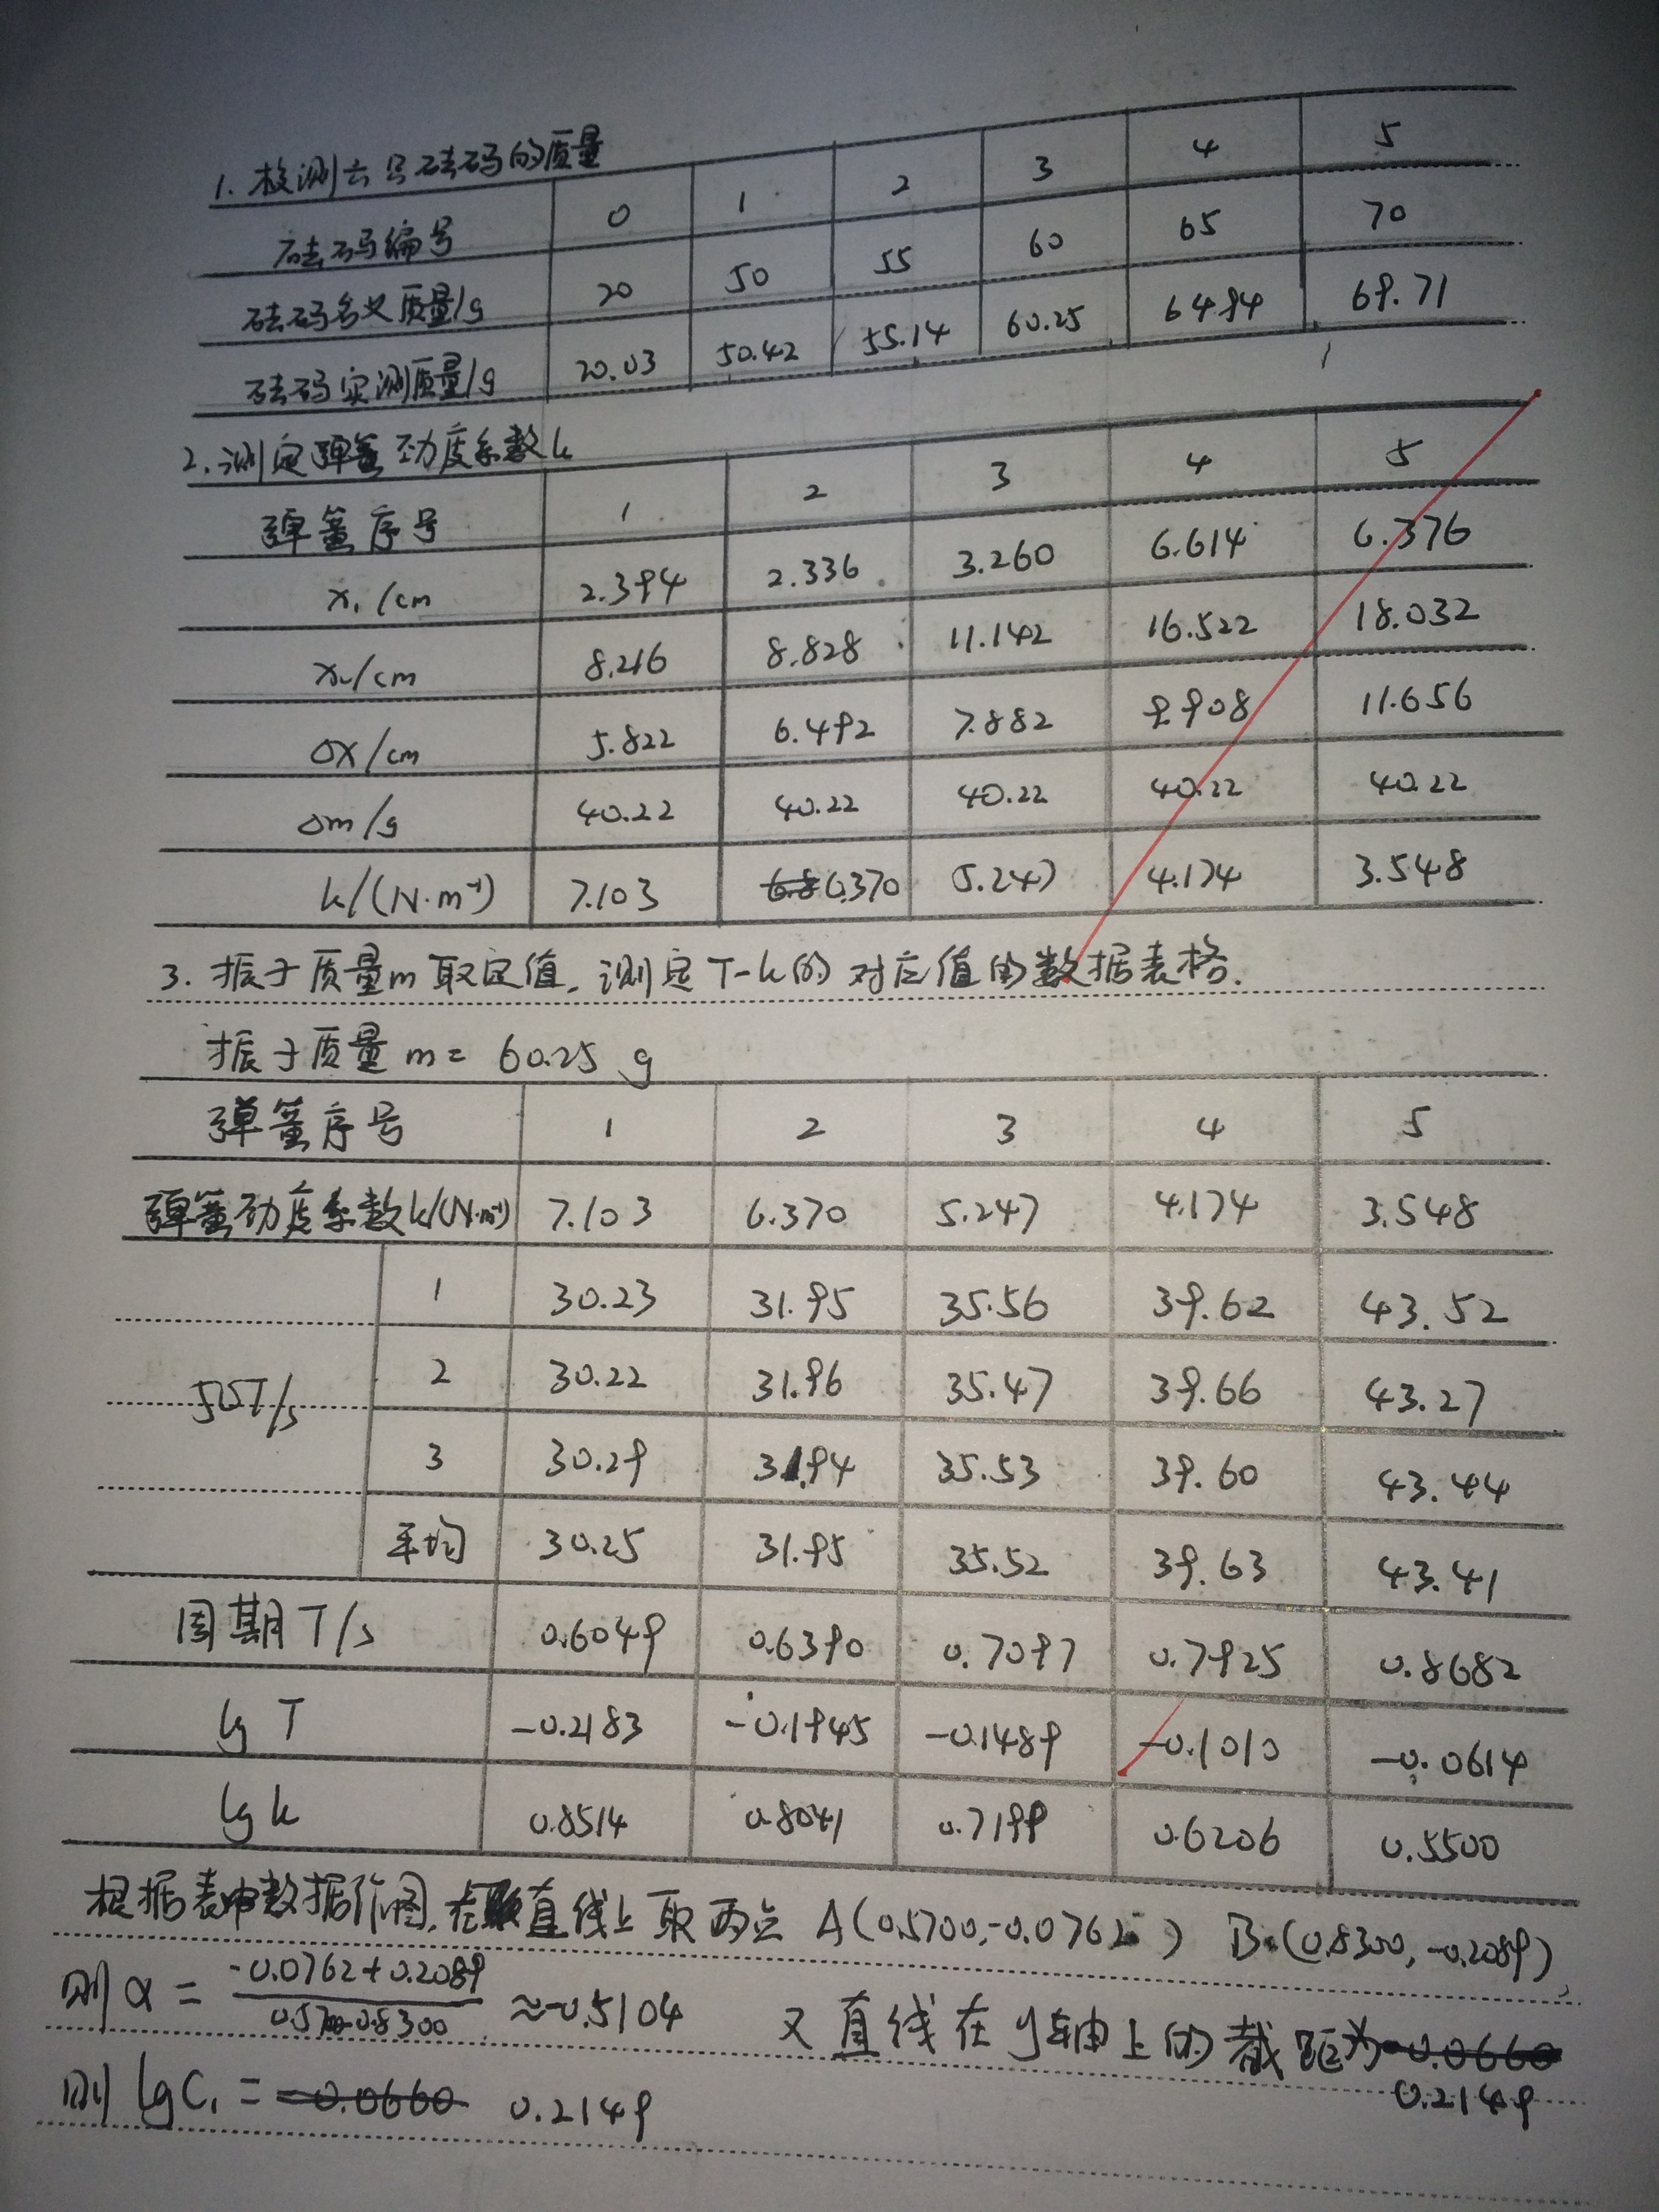 1. 检测六只砝码的质量
砝码编号 0 1 2 3 4 5
砝码名义质量/g 20 50 55 60 65 70
砝码实测质量/g 20.03 50.42 55.14 60.25 64.94 69.71
2. 测定弹簧劲度系数k
弹簧序号 1 2 3 4 5
x₁/cm 2.394 2.336 3.260 6.614 6.376
x₂/cm 8.216 8.828 11.142 16.522 18.032
Δx/cm 5.822 6.492 7.882 9.908 11.656
Δm/g 40.22 40.22 40.22 40.22 40.22
k/(N·m⁻¹) 7.103 6.370 5.247 4.174 3.548
3. 振子质量m取定值, 测定T-k的对应值的数据表格.
振子质量 m = 60.25 g
弹簧序号 1 2 3 4 5
弹簧劲度系数k/(N·m⁻¹) 7.103 6.370 5.247 4.174 3.548
1 30.23 31.95 35.56 39.62 43.52
50T/s 2 30.22 31.96 35.47 39.66 43.27
3 30.29 31.94 35.53 39.60 43.44
平均 30.25 31.95 35.52 39.63 43.41
周期T/s 0.6049 0.6390 0.7097 0.7925 0.8682
lgT -0.2183 -0.1945 -0.1489 -0.1010 -0.0614
lgk 0.8514 0.8041 0.7199 0.6206 0.5500
根据表中数据作图, 在直线上取两点 A(0.5700,-0.0762) B(0.8300,-0.2089),
则 α = -0.0762+0.2089 / 0.5700-0.8300 ≈ -0.5104 又直线在y轴上的截距为 -0.0660 0.2149
则 lgC₁ = -0.0660 0.2149